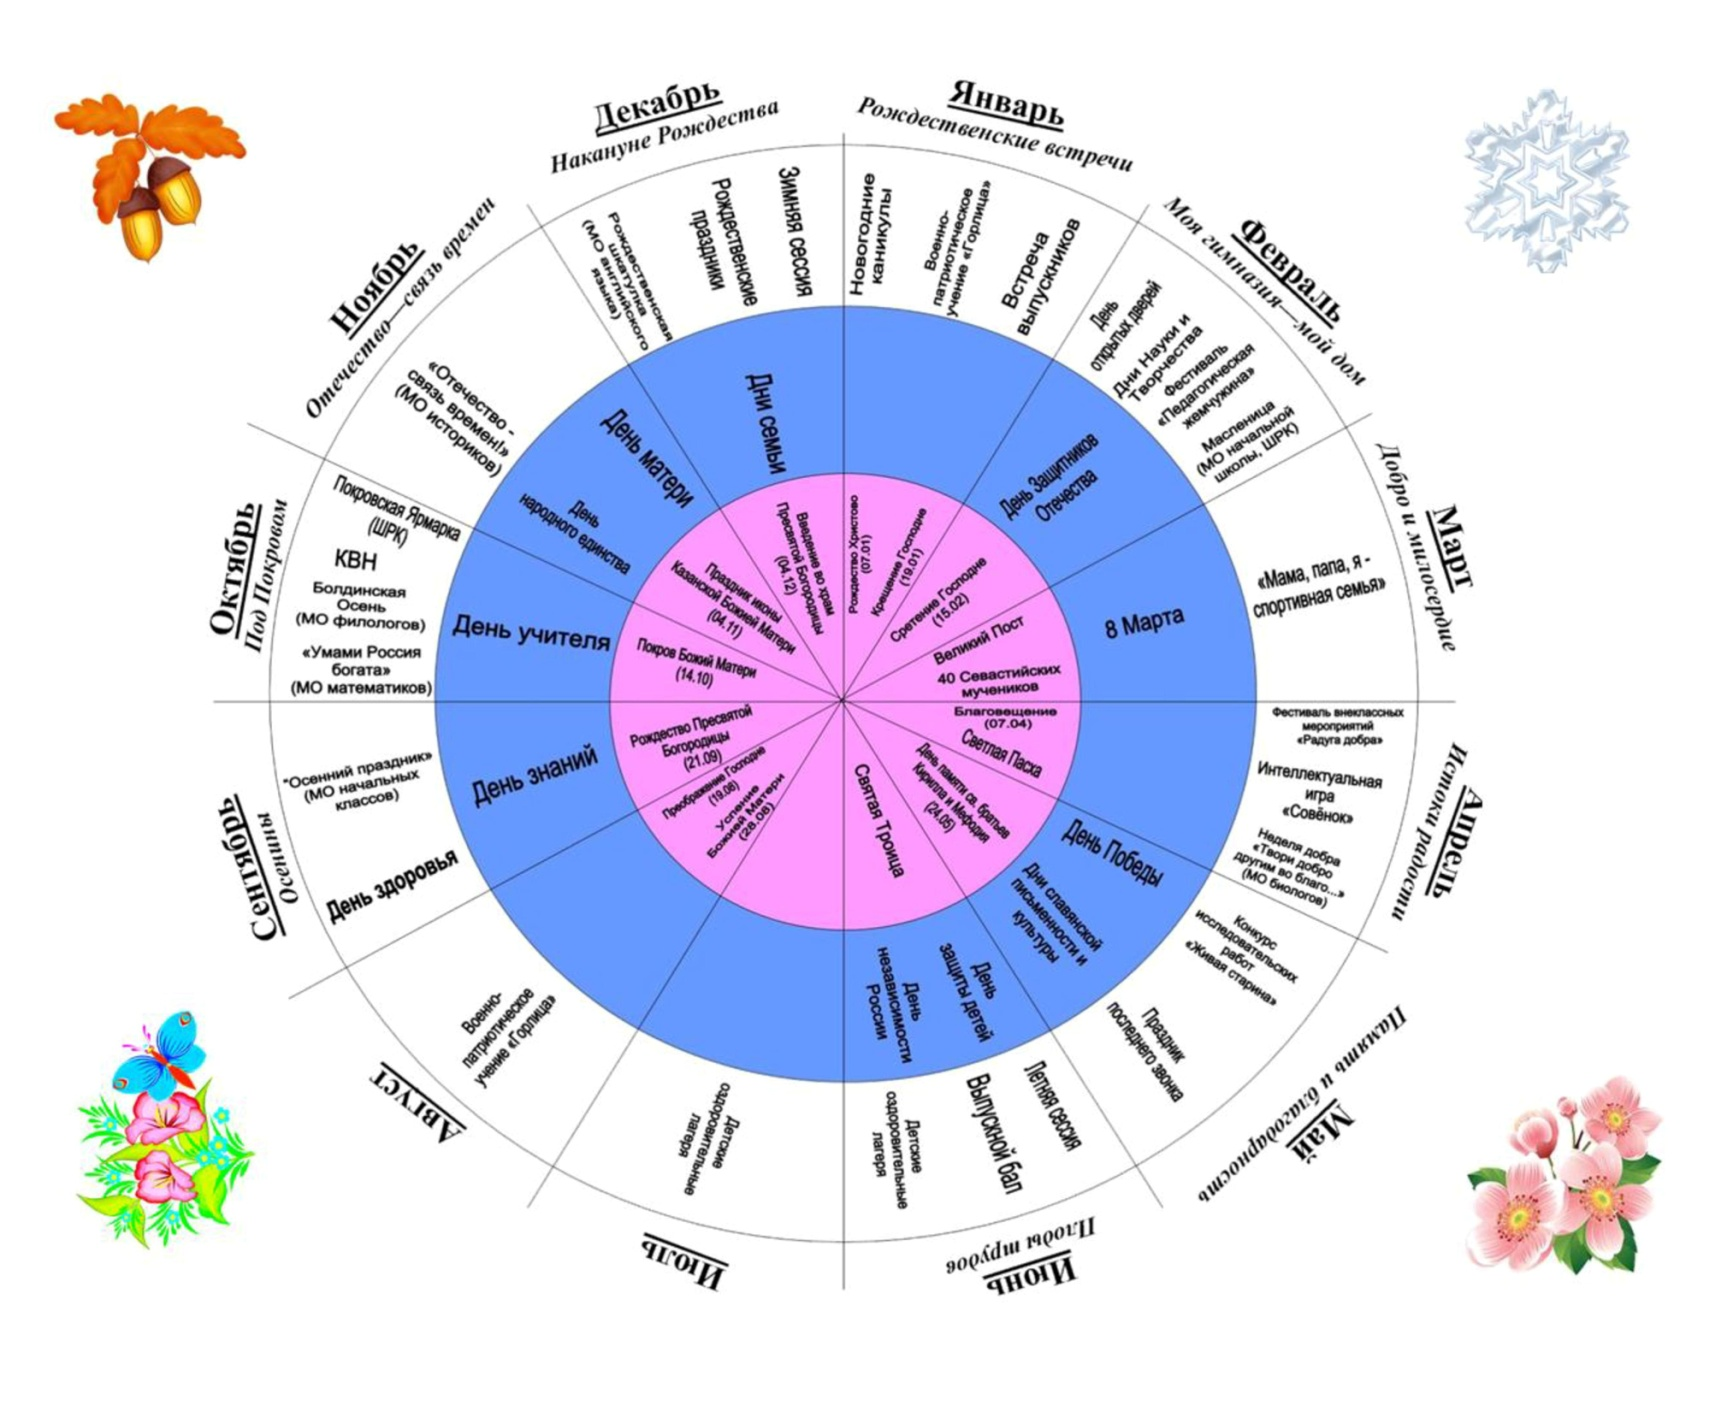 Январь
Рождественские встречи
Новогодние
каникулы
Военно-
патриотическое
учение «Горлица»
Встреча
выпускников
Рождество Христово
(07.01)
Крещение Господне
(19.01)
Февраль
Моя гимназия—мой дом
День
открытых дверей
Дни Науки и
Творчества
Фестиваль
«Педагогическая
жемчужина»
Масленица
(МО начальной
школы, ШРК)
День Защитников
Отечества
Сретение Господне
(15.02)
Март
Добро и милосердие
«Мама, папа, я -
спортивная семья»
8 Марта
Великий Пост
40 Севастийских
мучеников
Апрель
Истоки радости
Фестиваль внеклассных
мероприятий
«Радуга добра»
Интеллектуальная
игра
«Совёнок»
Неделя добра
«Твори добро
другим во благо...»
(МО биологов)
Благовещение
(07.04)
Светлая Пасха
Май
Память и благодарность
Конкурс
исследовательских
работ
«Живая старина»
Праздник
последнего звонка
День Победы
Дни славянской
письменности и
культуры
День памяти св. братьев
Кирилла и Мефодия
(24.05)
Июнь
Плоды трудов
Летняя сессия
Выпускной бал
Детские
оздоровительные
лагеря
День
защиты детей
День
независимости
России
Святая Троица
Июль
Детские
оздоровительные
лагеря
Август
Военно-
патриотическое
учение «Горлица»
Преображение Господне
(19.08)
Успение
Божией Матери
(28.08)
Сентябрь
Осенины
"Осенний праздник»
(МО начальных
классов)
День здоровья
День знаний
Рождество Пресвятой
Богородицы
(21.09)
Октябрь
Под Покровом
Покровская Ярмарка
(ШРК)
КВН
Болдинская
Осень
(МО филологов)
«Умами Россия
богата»
(МО математиков)
День учителя
Покров Божий Матери
(14.10)
Ноябрь
Отечество—связь времен
«Отечество -
связь времен!»
(МО историков)
День матери
День
народного единства
Праздник иконы
Казанской Божией Матери
(04.11)
Декабрь
Накануне Рождества
Рождественская
шкатулка
(МО английского
языка)
Рождественские
праздники
Зимняя сессия
Дни семьи
Введение во храм
Пресвятой Богородицы
(04.12)